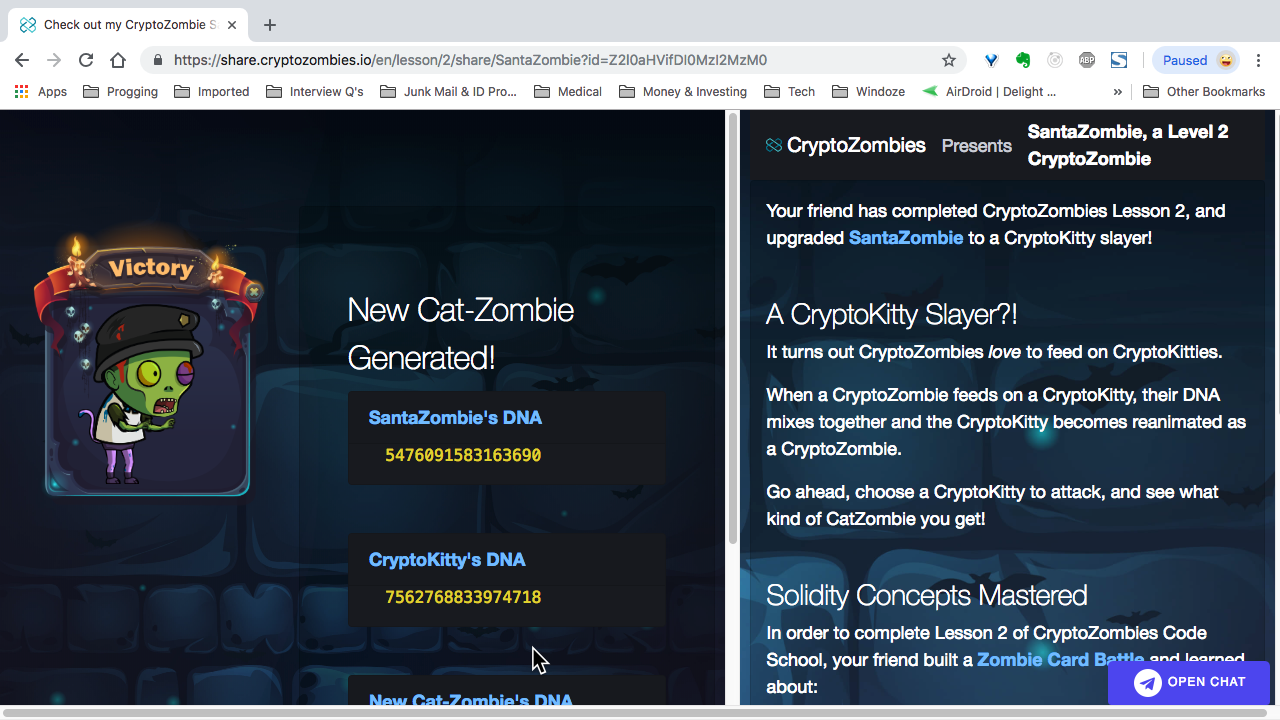 Check out my CryptoZombie S
https://share.cryptozombies.io/en/lesson/2/share/SantaZombie?id=Z2l0aHVifDI0MzI2MzM0
ABP
Paused
Apps
Progging
Imported
Interview Q's
Junk Mail & ID Pro...
Medical
Money & Investing
Tech
Windoze
AirDroid | Delight ...
»
Other Bookmarks
Victory
New Cat-Zombie
Generated!
SantaZombie's DNA
5476091583163690
CryptoKitty's DNA
7562768833974718
New Cat-Zombie's DNA
CryptoZombies
Presents
SantaZombie, a Level 2
CryptoZombie
Your friend has completed CryptoZombies Lesson 2, and
upgraded SantaZombie to a CryptoKitty slayer!
A CryptoKitty Slayer?!
It turns out CryptoZombies love to feed on CryptoKitties.
When a CryptoZombie feeds on a CryptoKitty, their DNA
mixes together and the CryptoKitty becomes reanimated as
a CryptoZombie.
Go ahead, choose a CryptoKitty to attack, and see what
kind of CatZombie you get!
Solidity Concepts Mastered
In order to complete Lesson 2 of CryptoZombies Code
School, your friend built a Zombie Card Battle and learned
about:
OPEN CHAT